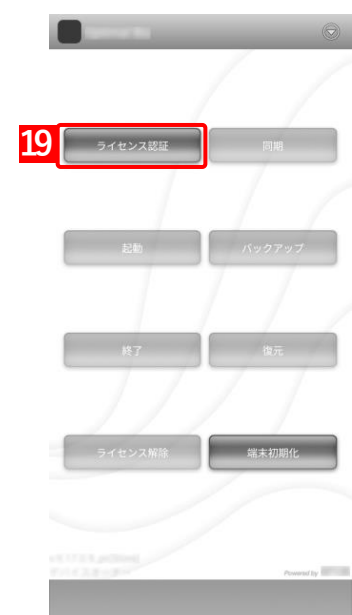 19
ライセンス認証
同期
起動
バックアップ
終了
復元
ライセンス解除
端末初期化
Powered by